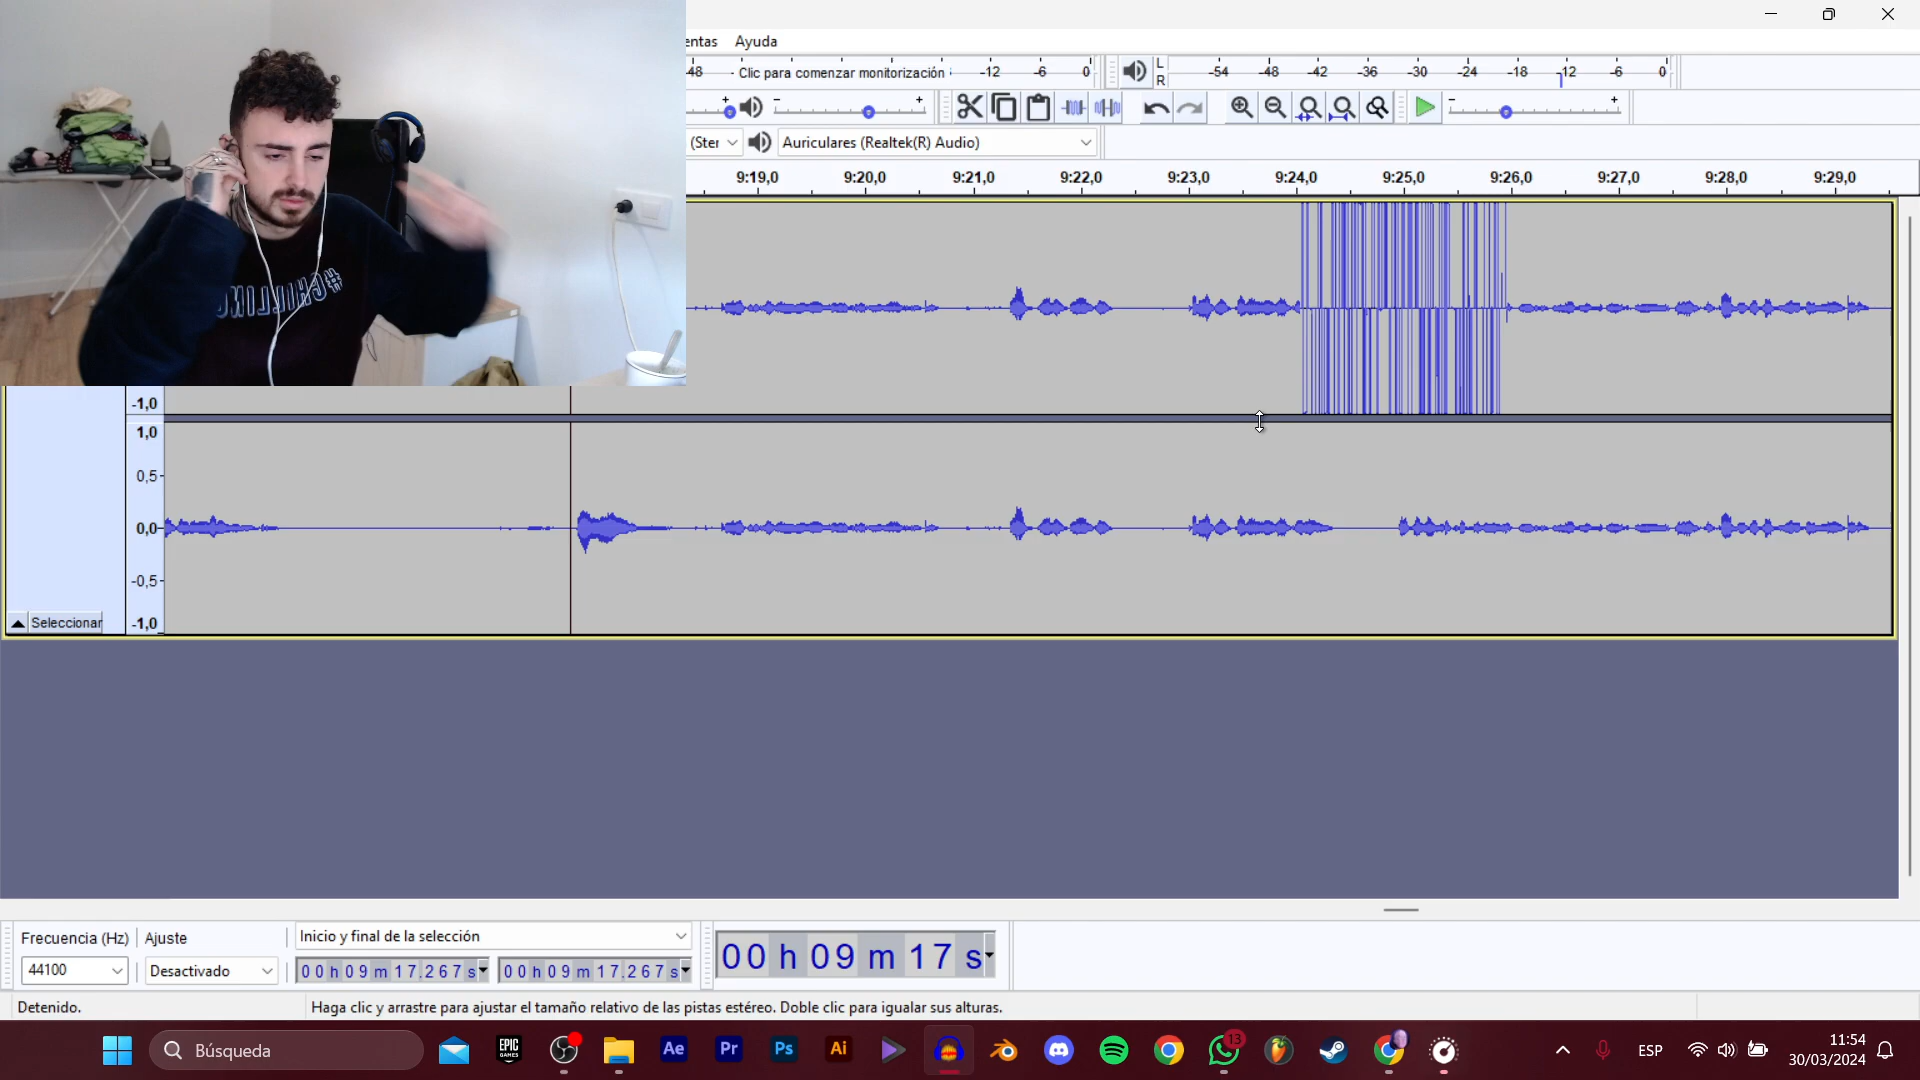 entas Ayuda
-48 - Clic para comenzar monitorización -12 -6 0
L
R
-54 -48 -42 -36 -30 -24 -18 -12 -6 0
- + - +
- +
(Ster Auriculares (Realtek(R) Audio)
9:19,0 9:20,0 9:21,0 9:22,0 9:23,0 9:24,0 9:25,0 9:26,0 9:27,0 9:28,0 9:29,0
#CHILLING
-1,0
1,0
0,5-
0,0-
-0,5-
-1,0
Seleccionar
Frecuencia (Hz) Ajuste Inicio y final de la selección
44100 Desactivado 00 h 09 m 17.267 s 00 h 09 m 17.267 s
00 h 09 m 17 s
Detenido. Haga clic y arrastre para ajustar el tamaño relativo de las pistas estéreo. Doble clic para igualar sus alturas.
Búsqueda
EPIC
GAMES
Ae Pr Ps Ai
13
ESP
11:54
30/03/2024